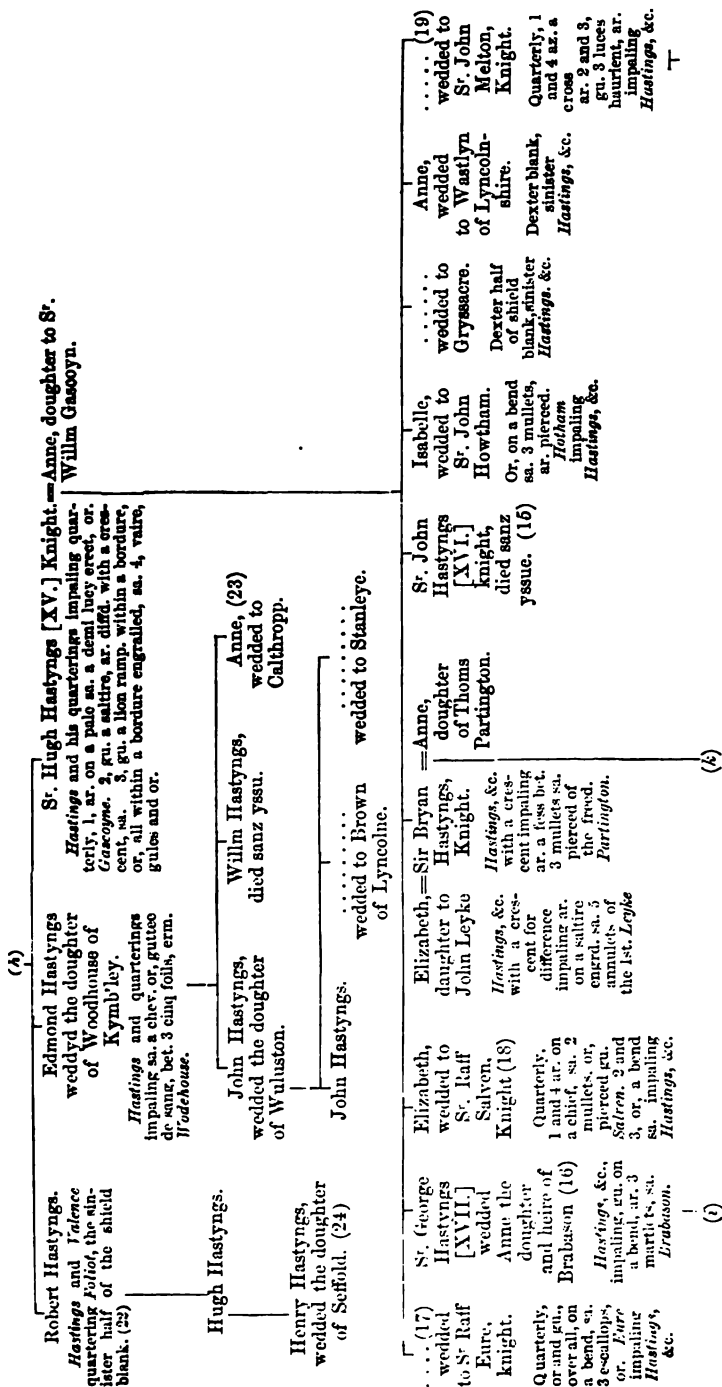 (h)
Robert Hastyngs.
Hastings and Valence
quartering Foliot, the sin-
ister half of the shield
blank. (22)
Edmond Hastyngs
weddyd the doughter
of Woodhouse of
Kymb'ley.
Hastings and quarterings
impaling sa. a chev. or, guttee
de sang, bet. 3 cinq foils, erm.
Wodehouse.
Sr. Hugh Hastyngs [XV.] Knight.=Anne, doughter to Sr.
Willm Gascoyn.
Hastings and his quarterings impaling quar-
terly, 1, ar. on a pale sa. a demi lucy erect, or.
Gascoyne. 2, gu. a saltire, ar. diffd. with a cres-
cent, sa. 3, gu. a lion ramp. within a bordure,
or, all within a bordure engrailed, sa. 4, vaire,
gules and or.
Hugh Hastyngs.
Henry Hastyngs,
wedded the doughter
of Seffold. (24)
John Hastyngs,
wedded the doughter
of Wuluston.
Willm Hastyngs,
died sanz yssu.
Anne, (23)
wedded to
Calthropp.
John Hastyngs.
........
wedded to Brown
of Lyncolne.
........
wedded to Stanleye.
.....(17)
wedded
to Sr Raff
Eure,
knight.
Quarterly,
or and gu.,
over all, on
a bend, sa.
3 escallops,
or. Eure
impaling
Hastings,
&c.
Sr. George
Hastyngs
[XVII.]
wedded
Anne the
doughter
and heire of
Brabason (16)
Hastings, &c.,
impaling, gu. on
a bend, ar. 3
martlets, sa.
Brabason.
(i)
Elizabeth,
wedded to
Sr. Raff
Salven,
Knight (18)
Quarterly,
1 and 4 ar. on
a chief, sa. 2
mullets, or,
pierced gu.
Salven. 2 and
3, or, a bend
sa. impaling
Hastings, &c.
Elizabeth,=Sir Bryan =Anne,
daughter to
John Leyke
Hastings, &c.
with a cres-
cent for
difference
impaling ar.
on a saltire
engrd. sa. 5
annulets of
the 1st. Leyke
Hastyngs,
Knight.
Hastings, &c.
with a cres-
cent impaling
ar. a fess bet.
3 mullets sa.
pierced of
the freed.
Partington.
doughter
of Thoms
Partington.
(k)
Sr. John
Hastyngs
[XVI.]
knight,
died sanz
yssue. (15)
Isabelle,
wedded to
Sr. John
Howtham.
Or, on a bend
sa. 3 mullets,
ar. pierced.
Hotham
impaling
Hastings, &c.
......
wedded to
Gryssacre.
Dexter half
of shield
blank, sinister
Hastings. &c.
Anne,
wedded
to Wastlyn
of Lyncoln-
shire.
Dexter blank,
sinister
Hastings, &c.
......(19)
wedded to
Sr. John
Melton,
Knight.
Quarterly, 1
and 4 az. a
cross
ar. 2 and 3,
gu. 3 luces
haurient, ar.
impaling
Hastings, &c.